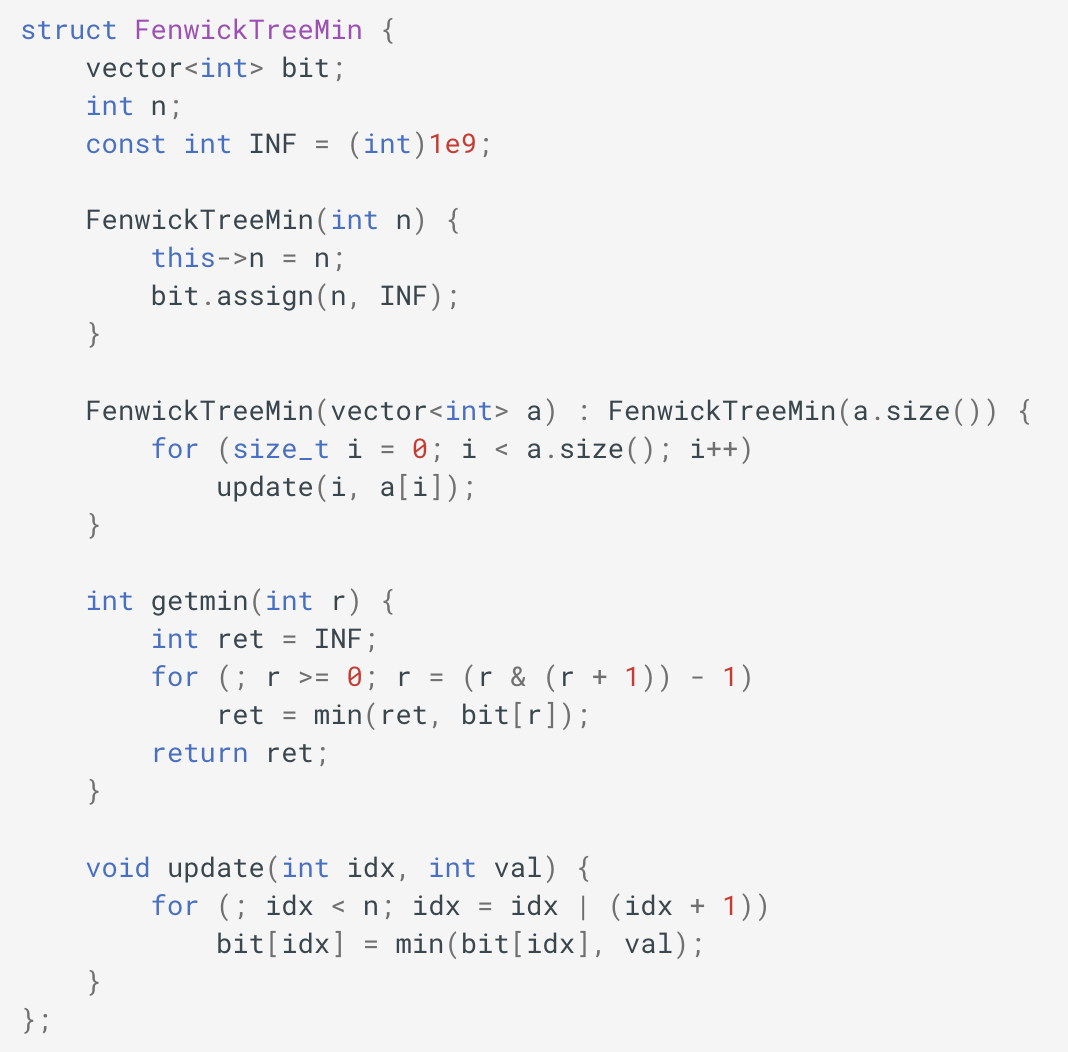 struct FenwickTreeMin {
    vector<int> bit;
    int n;
    const int INF = (int)1e9;

    FenwickTreeMin(int n) {
        this->n = n;
        bit.assign(n, INF);
    }

    FenwickTreeMin(vector<int> a) : FenwickTreeMin(a.size()) {
        for (size_t i = 0; i < a.size(); i++)
            update(i, a[i]);
    }

    int getmin(int r) {
        int ret = INF;
        for (; r >= 0; r = (r & (r + 1)) - 1)
            ret = min(ret, bit[r]);
        return ret;
    }

    void update(int idx, int val) {
        for (; idx < n; idx = idx | (idx + 1))
            bit[idx] = min(bit[idx], val);
    }
};